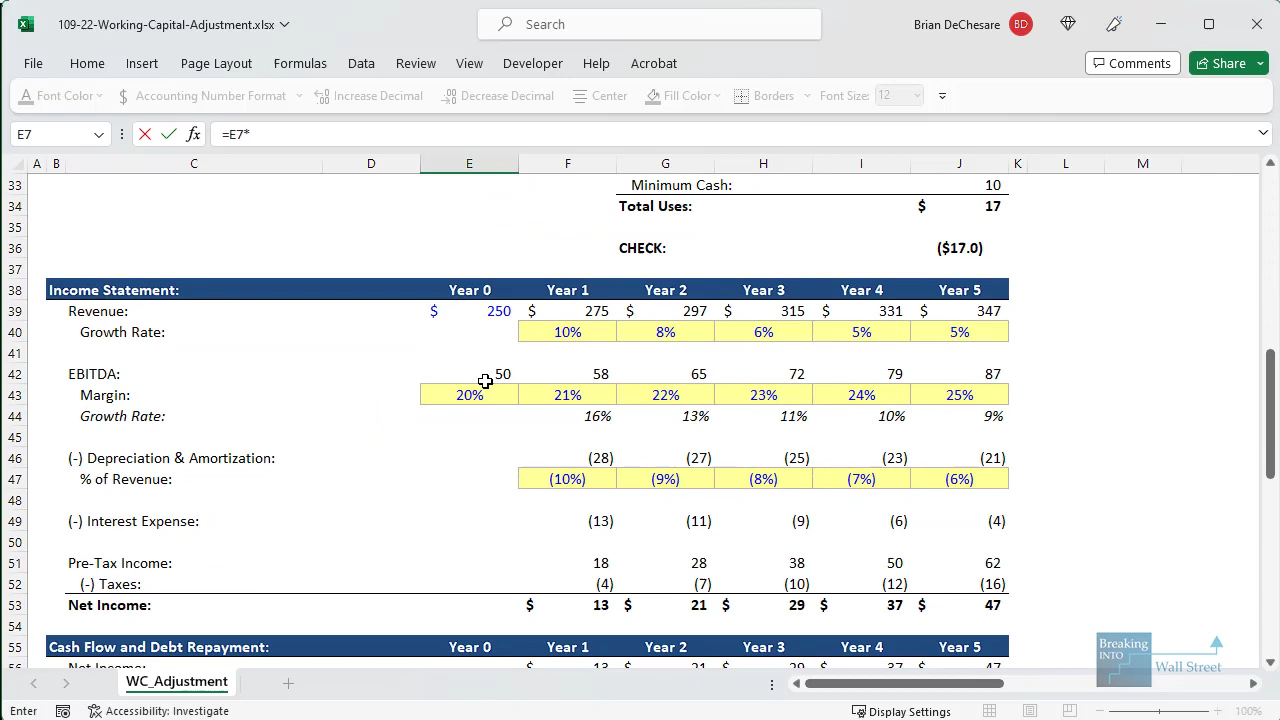 109-22-Working-Capital-Adjustment.xlsx
Search
Brian DeChesare
BD
File Home Insert Page Layout Formulas Data Review View Developer Help Acrobat
Comments
Share
Font Color $ Accounting Number Format Increase Decimal Decrease Decimal Center Fill Color Borders Font Size: 12
E7 fx =E7*
A B C D E F G H I J K L M
33 Minimum Cash: 10
34 Total Uses: $ 17
35
36 CHECK: ($17.0)
37
38 Income Statement: Year 0 Year 1 Year 2 Year 3 Year 4 Year 5
39 Revenue: $ 250 $ 275 $ 297 $ 315 $ 331 $ 347
40 Growth Rate: 10% 8% 6% 5% 5%
41
42 EBITDA: 50 58 65 72 79 87
43 Margin: 20% 21% 22% 23% 24% 25%
44 Growth Rate: 16% 13% 11% 10% 9%
45
46 (-) Depreciation & Amortization: (28) (27) (25) (23) (21)
47 % of Revenue: (10%) (9%) (8%) (7%) (6%)
48
49 (-) Interest Expense: (13) (11) (9) (6) (4)
50
51 Pre-Tax Income: 18 28 38 50 62
52 (-) Taxes: (4) (7) (10) (12) (16)
53 Net Income: $ 13 $ 21 $ 29 $ 37 $ 47
54
55 Cash Flow and Debt Repayment: Year 0 Year 1 Year 2 Year 3 Year 4 Year 5
Breaking
INTO
Wall Street
WC_Adjustment
Enter
Accessibility: Investigate
Display Settings
100%